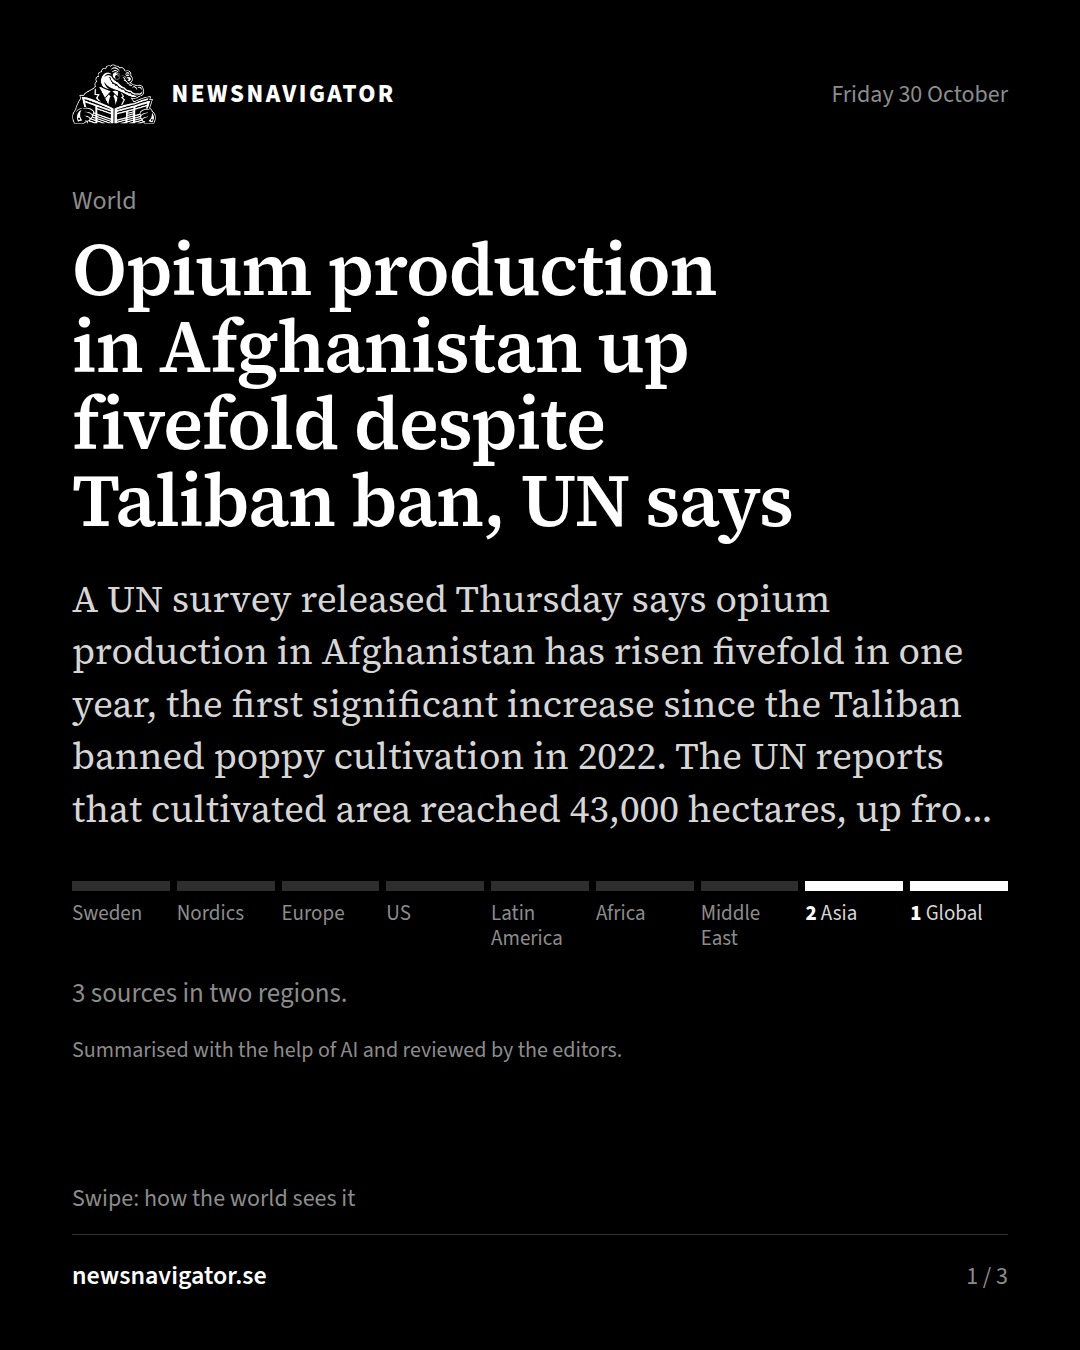 NEWSNAVIGATOR
Friday 30 October
World
Opium production
in Afghanistan up
fivefold despite
Taliban ban, UN says
A UN survey released Thursday says opium
production in Afghanistan has risen fivefold in one
year, the first significant increase since the Taliban
banned poppy cultivation in 2022. The UN reports
that cultivated area reached 43,000 hectares, up fro...
Sweden
Nordics
Europe
US
Latin
America
Africa
Middle
East
2 Asia
1 Global
3 sources in two regions.
Summarised with the help of AI and reviewed by the editors.
Swipe: how the world sees it
newsnavigator.se
1 / 3